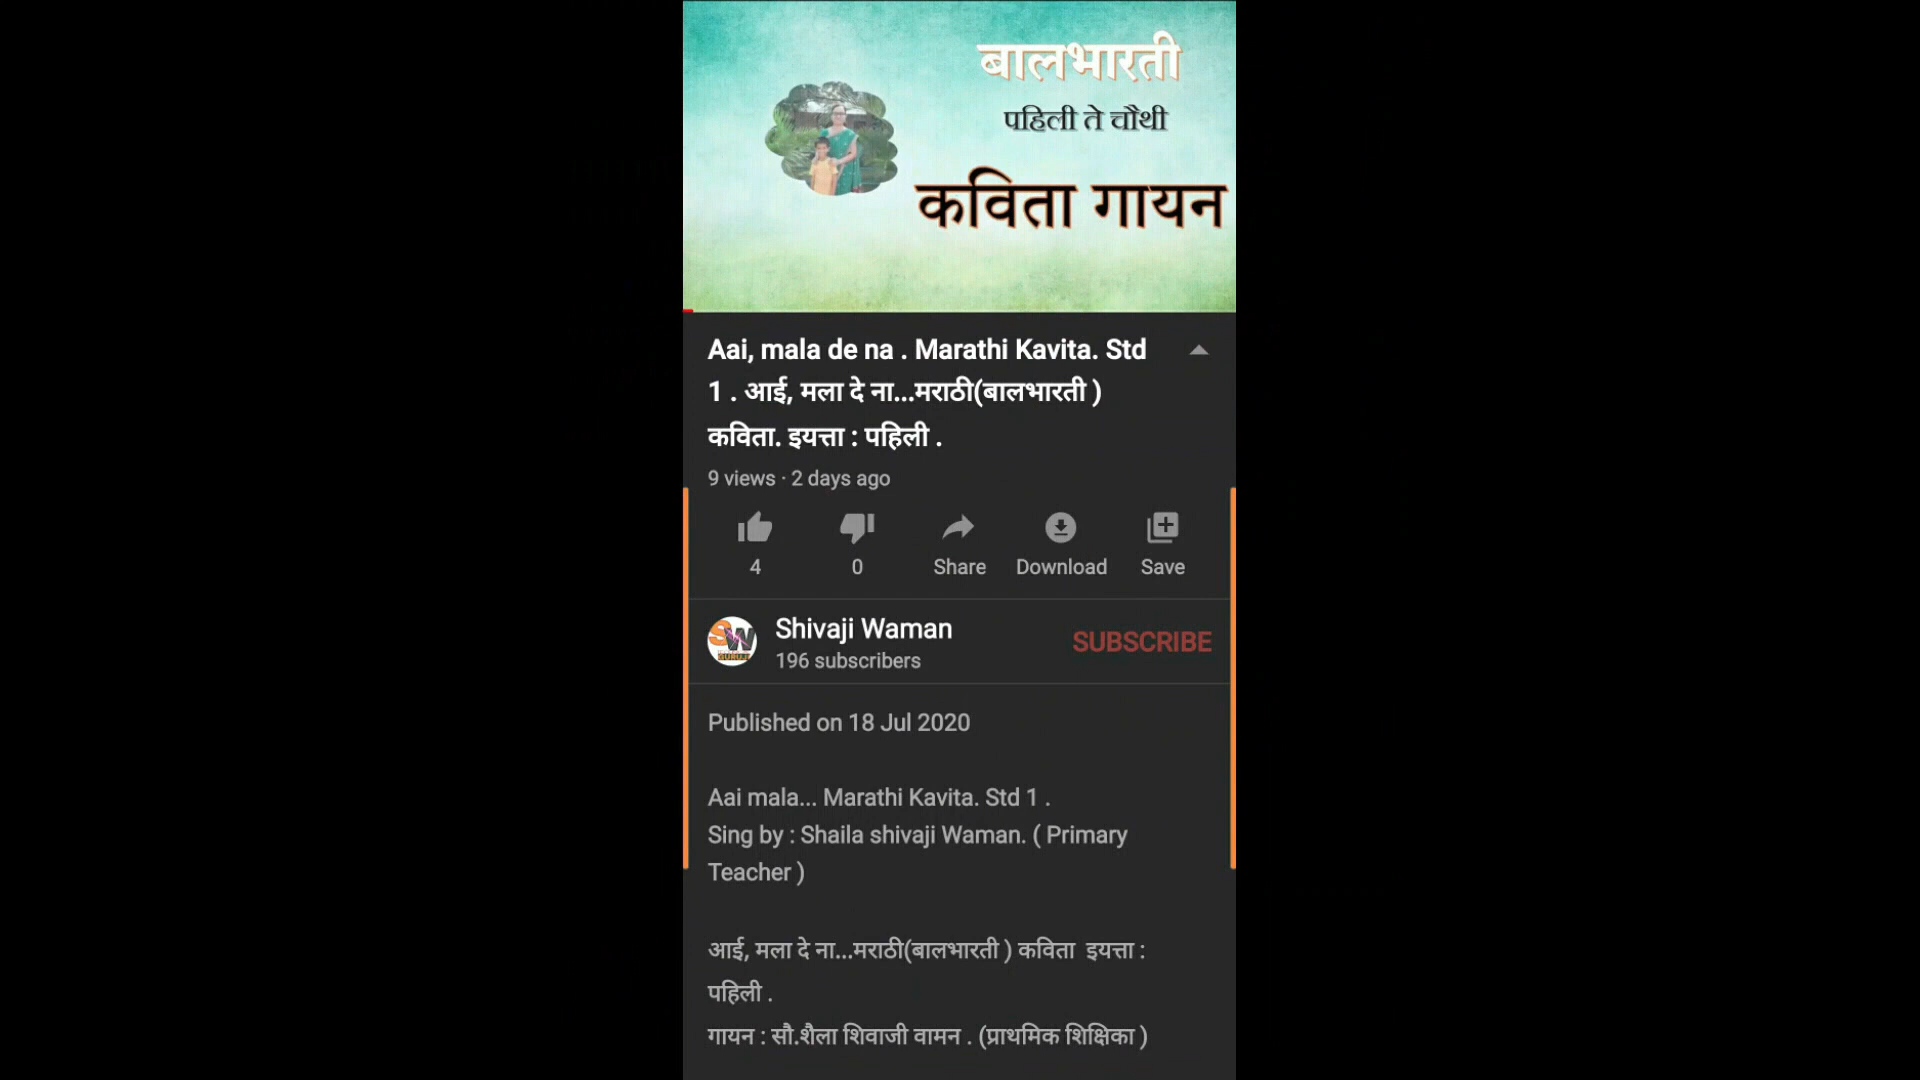 बालभारती
पहिली ते चौथी
कविता गायन
Aai, mala de na . Marathi Kavita. Std
1 . आई, मला दे ना...मराठी(बालभारती )
कविता. इयत्ता : पहिली .
9 views · 2 days ago
4
0
Share
Download
Save
SW
Shivaji Waman
196 subscribers
SUBSCRIBE
Published on 18 Jul 2020
Aai mala... Marathi Kavita. Std 1 .
Sing by : Shaila shivaji Waman. ( Primary
Teacher )
आई, मला दे ना...मराठी(बालभारती ) कविता  इयत्ता :
पहिली .
गायन : सौ.शैला शिवाजी वामन . (प्राथमिक शिक्षिका )